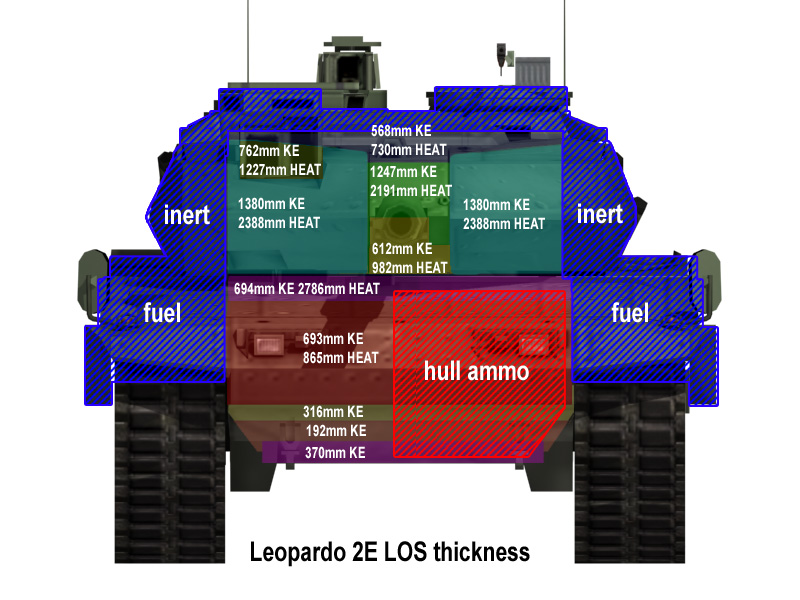 568mm KE
730mm HEAT
762mm KE
1227mm HEAT
1247mm KE
2191mm HEAT
1380mm KE
2388mm HEAT
1380mm KE
2388mm HEAT
inert
inert
612mm KE
982mm HEAT
694mm KE 2786mm HEAT
fuel
fuel
693mm KE
865mm HEAT
hull ammo
316mm KE
192mm KE
370mm KE
Leopardo 2E LOS thickness